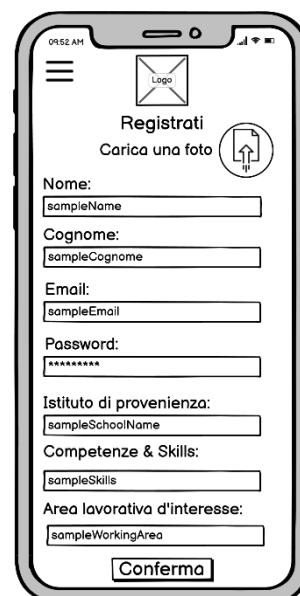 09:52 AM
Logo
Registrati
Carica una foto
Nome:
sampleName
Cognome:
sampleCognome
Email:
sampleEmail
Password:
*********
Istituto di provenienza:
sampleSchoolName
Competenze & Skills:
sampleSkills
Area lavorativa d'interesse:
sampleWorkingArea
Conferma